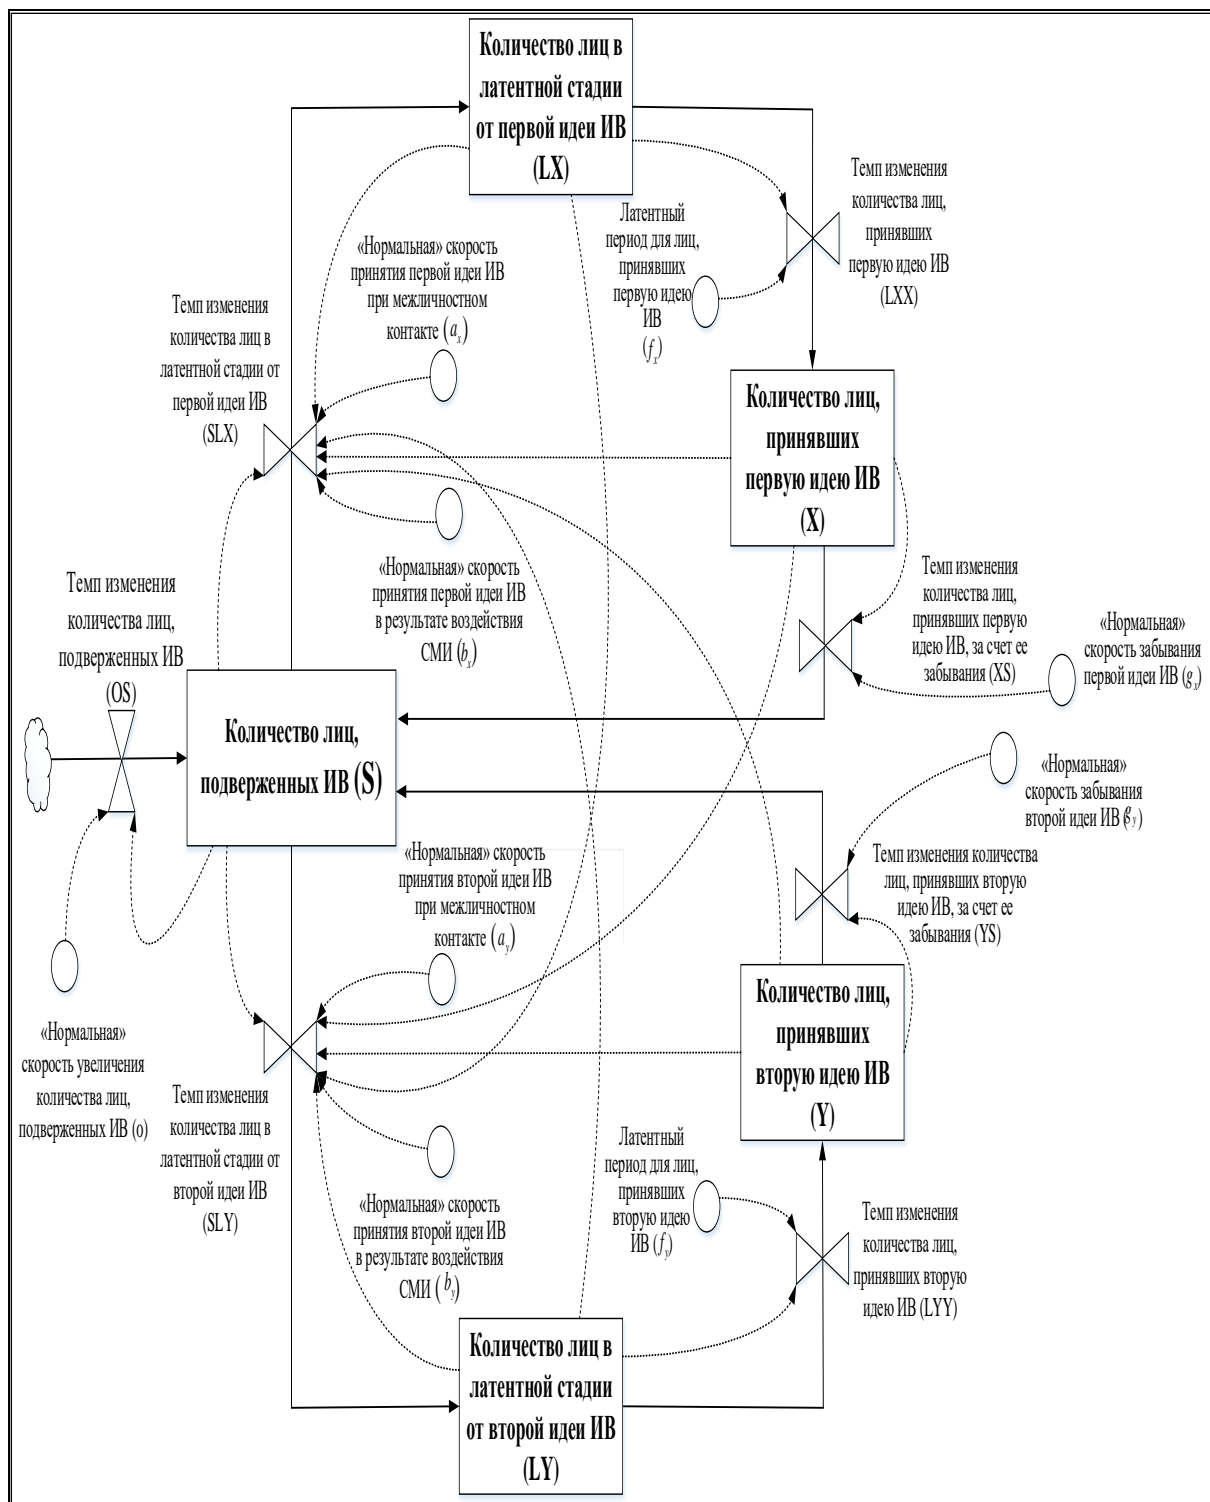 Количество лиц в
латентной стадии
от первой идеи ИВ
(LX)
Темп изменения
количества лиц,
принявших
первую идею ИВ
(LXX)
Латентный
период для лиц,
принявших
первую идею
ИВ
(fx)
«Нормальная» скорость
принятия первой идеи ИВ
при межличностном
контакте (ax)
Темп изменения
количества лиц в
латентной стадии от
первой идеи ИВ
(SLX)
Количество лиц,
принявших
первую идею ИВ
(X)
«Нормальная» скорость
принятия первой идеи ИВ
в результате воздействия
СМИ (bx)
Темп изменения
количества лиц,
принявших первую
идею ИВ, за счет ее
забывания (XS)
«Нормальная»
скорость забывания
первой идеи ИВ (gx)
Темп изменения
количества лиц,
подверженных ИВ
(OS)
Количество лиц,
подверженных ИВ (S)
«Нормальная»
скорость забывания
второй идеи ИВ (gy)
«Нормальная» скорость
принятия второй идеи ИВ
при межличностном
контакте (ay)
Темп изменения количества
лиц, принявших вторую
идею ИВ, за счет ее
забывания (YS)
Количество лиц,
принявших
вторую идею ИВ
(Y)
«Нормальная»
скорость увеличения
количества лиц,
подверженных ИВ (o)
Темп изменения
количества лиц в
латентной стадии от
второй идеи ИВ
(SLY)
«Нормальная» скорость
принятия второй идеи ИВ
в результате воздействия
СМИ (by)
Латентный
период для лиц,
принявших
вторую идею
ИВ (fy)
Темп изменения
количества лиц,
принявших вторую
идею ИВ (LYY)
Количество лиц в
латентной стадии
от второй идеи ИВ
(LY)